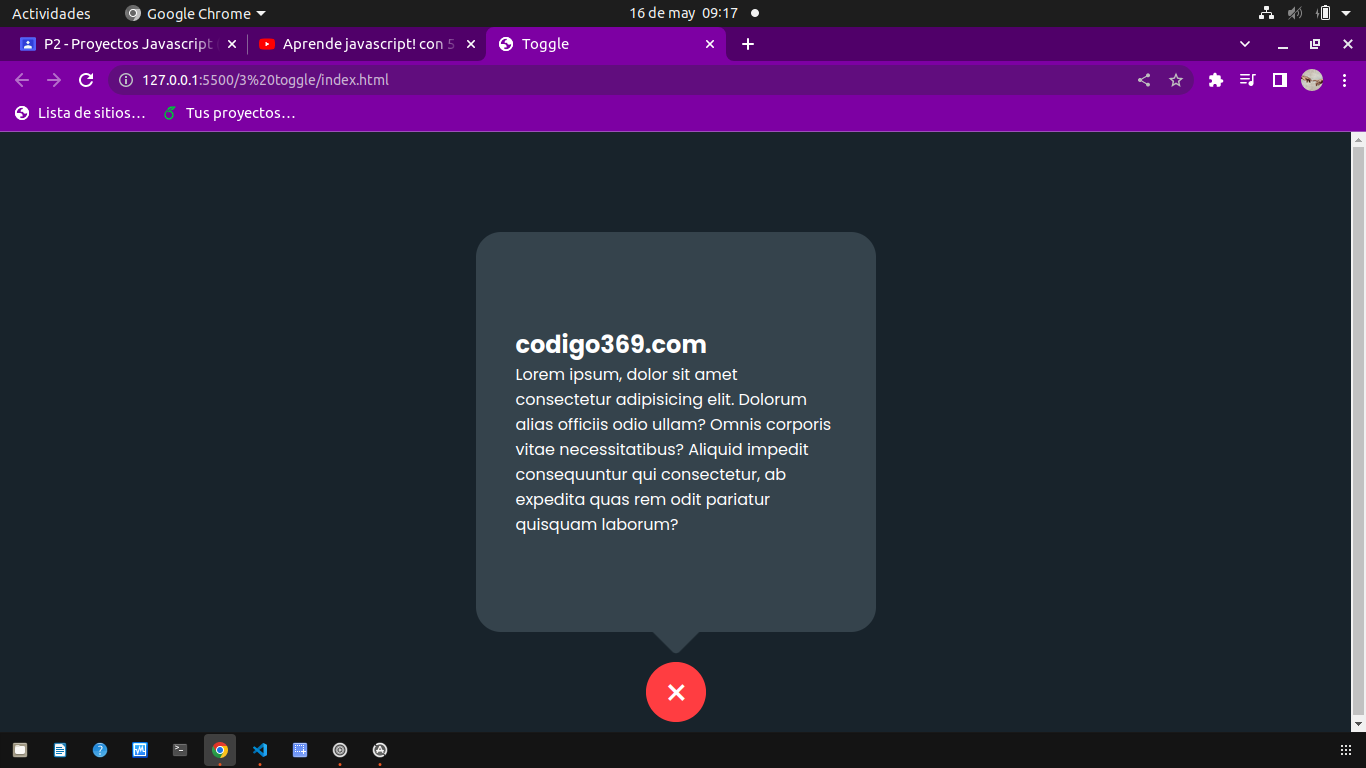 Actividades
Google Chrome
16 de may 09:17
P2 - Proyectos Javascript
Aprende javascript! con 5
Toggle
127.0.0.1:5500/3%20toggle/index.html
Lista de sitios…
Tus proyectos…
codigo369.com
Lorem ipsum, dolor sit amet
consectetur adipisicing elit. Dolorum
alias officiis odio ullam? Omnis corporis
vitae necessitatibus? Aliquid impedit
consequuntur qui consectetur, ab
expedita quas rem odit pariatur
quisquam laborum?